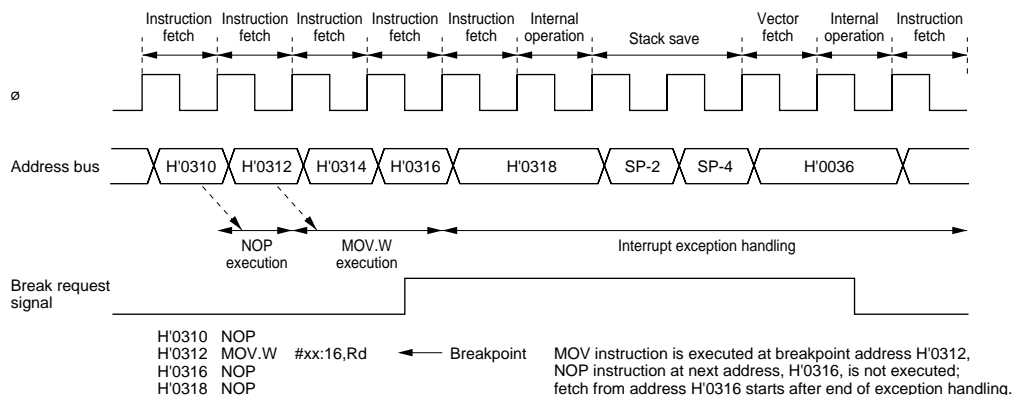 Instruction fetch
Instruction fetch
Instruction fetch
Instruction fetch
Instruction fetch
Internal operation
Stack save
Vector fetch
Internal operation
Instruction fetch
ø
Address bus
H'0310
H'0312
H'0314
H'0316
H'0318
SP-2
SP-4
H'0036
NOP execution
MOV.W execution
Interrupt exception handling
Break request signal
H'0310 NOP
H'0312 MOV.W #xx:16,Rd Breakpoint
H'0316 NOP
H'0318 NOP
MOV instruction is executed at breakpoint address H'0312,
NOP instruction at next address, H'0316, is not executed;
fetch from address H'0316 starts after end of exception handling.